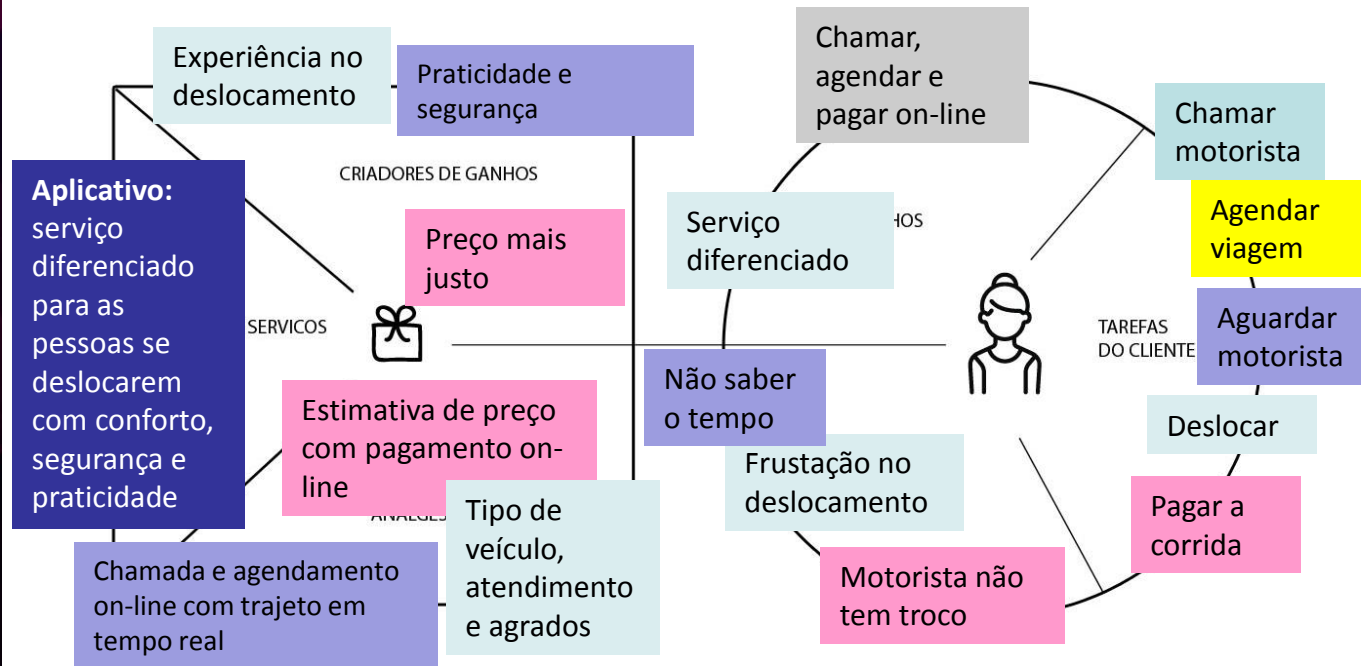 Experiência no
deslocamento
Praticidade e
segurança
CRIADORES DE GANHOS
Aplicativo:
serviço
diferenciado
para as
pessoas se
deslocarem
com conforto,
segurança e
praticidade
Preço mais
justo
SERVICOS
Estimativa de preço
com pagamento on-
line
ANALGES
Tipo de
veículo,
atendimento
e agrados
Chamada e agendamento
on-line com trajeto em
tempo real
Chamar,
agendar e
pagar on-line
Serviço
diferenciado
HOS
Não saber
o tempo
Frustação no
deslocamento
Motorista não
tem troco
Chamar
motorista
Agendar
viagem
TAREFAS
DO CLIENTE
Aguardar
motorista
Deslocar
Pagar a
corrida